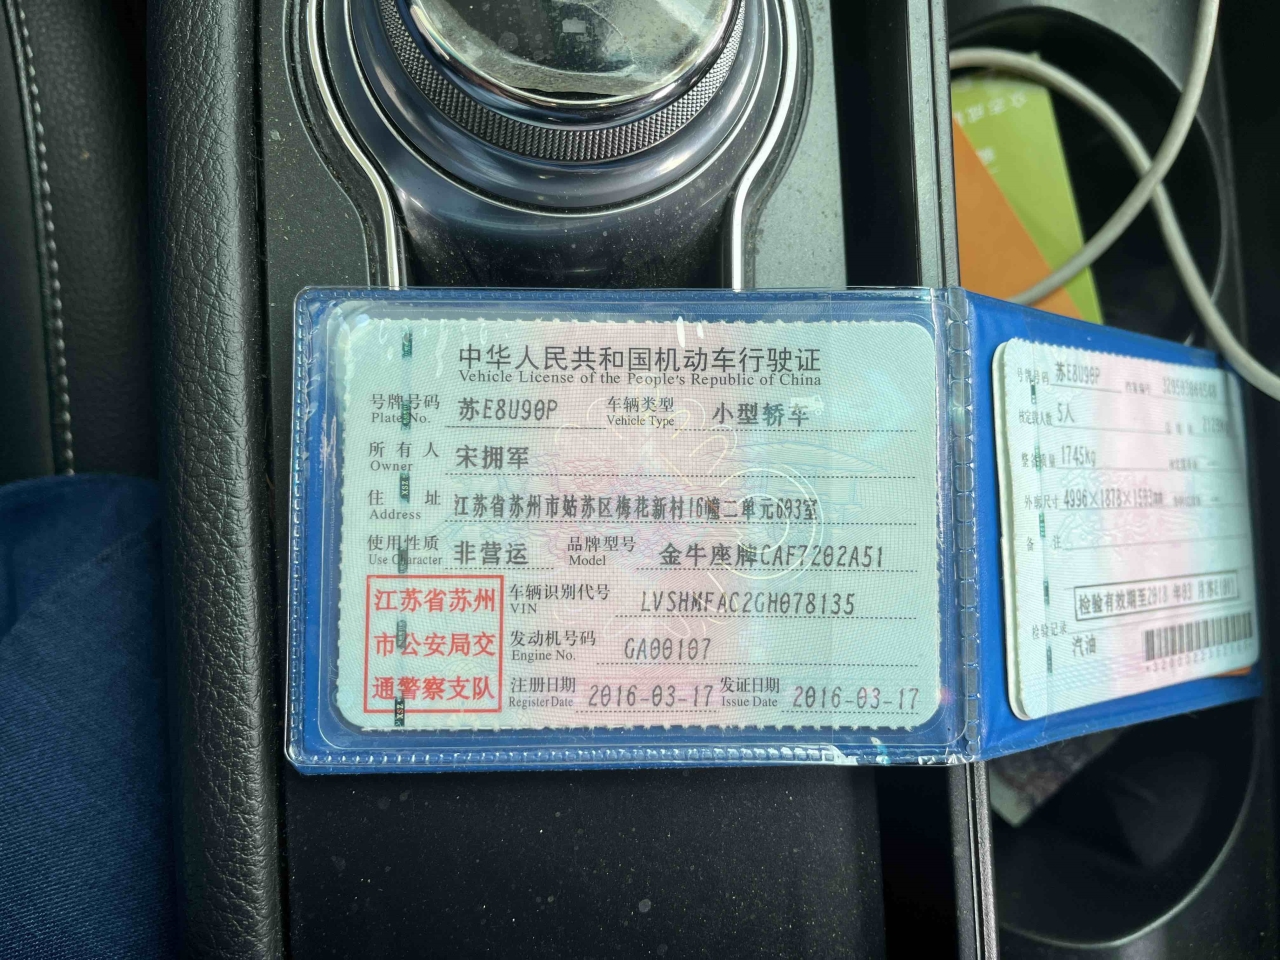 中华人民共和国机动车行驶证
Vehicle License of the People's Republic of China
号牌号码 苏E8U90P 车辆类型 小型轿车
Plate No. Vehicle Type
所有人 宋拥军
Owner
住址 江苏省苏州市姑苏区梅花新村16幢二单元603室
Address
使用性质 非营运 品牌型号 金牛座牌CAF7202A51
Use Character Model
江苏省苏州
市公安局交
通警察支队
车辆识别代号 LVSHMFAC2GH078135
VIN
发动机号码 GA00107
Engine No.
注册日期 2016-03-17 发证日期 2016-03-17
Register Date Issue Date
号牌号码 苏E8U90P 档案编号
核定载人数 5人
整备质量 1745kg
外廓尺寸 4996×1878×1503mm
备注
检验有效期至2018年03月
检验记录
汽油